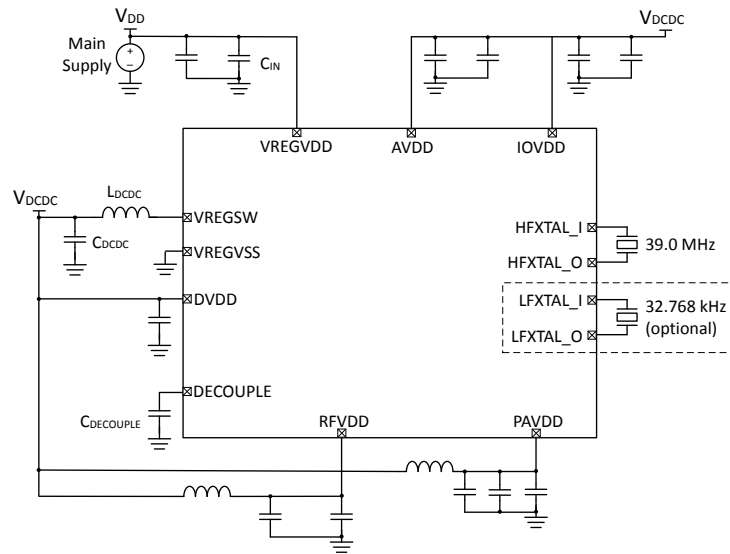 VDD
VDCDC
Main
Supply
+
−
CIN
VREGVDD
AVDD
IOVDD
VDCDC
LDCDC
VREGSW
CDCDC
VREGVSS
HFXTAL_I
39.0 MHz
HFXTAL_O
DVDD
LFXTAL_I
32.768 kHz
(optional)
LFXTAL_O
DECOUPLE
CDECOUPLE
RFVDD
PAVDD